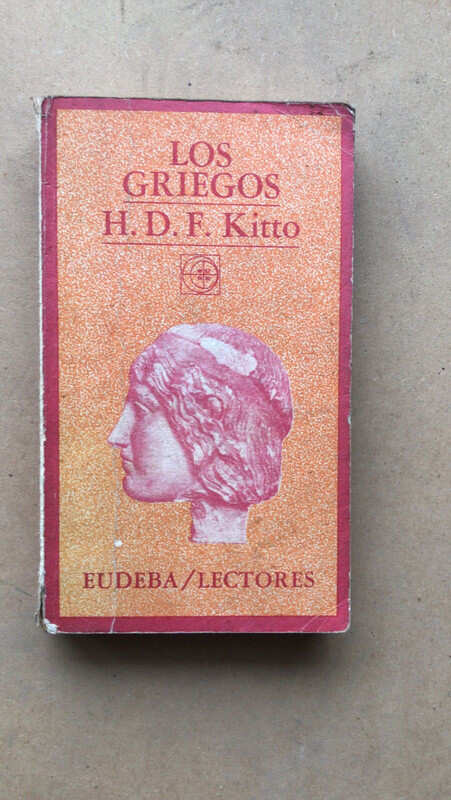 LOS
GRIEGOS
H. D. F. Kitto
EUDEBA/LECTORES